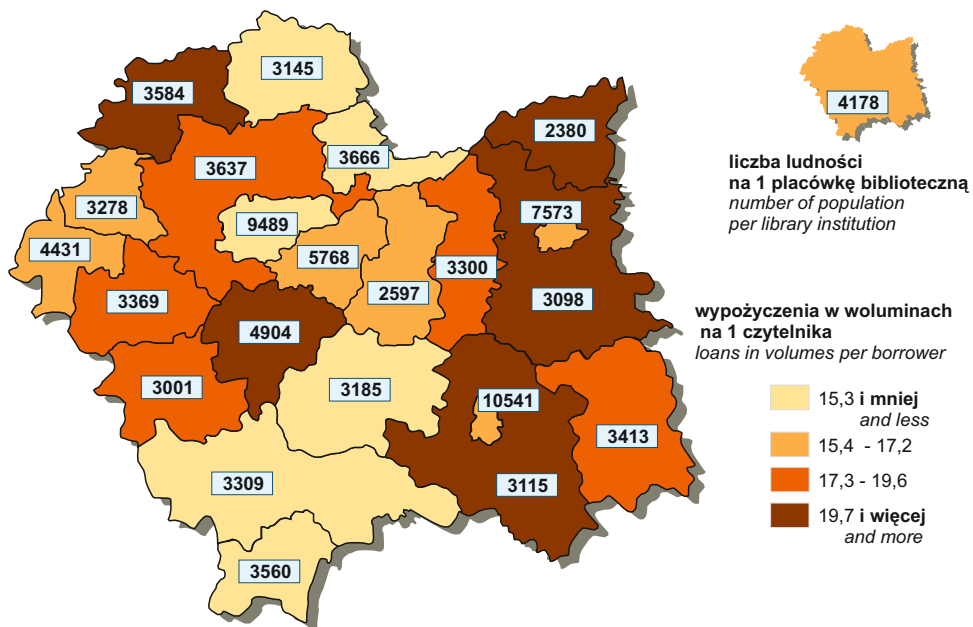 3145
3584
4178
2380
3637
3666
liczba ludności
na 1 placówkę biblioteczną
number of population
per library institution
3278
9489
7573
4431
5768
3300
2597
3098
3369
4904
wypożyczenia w woluminach
na 1 czytelnika
loans in volumes per borrower
3001
3185
10541
3413
15,3 i mniej
and less
15,4 - 17,2
3309
3115
17,3 - 19,6
19,7 i więcej
and more
3560